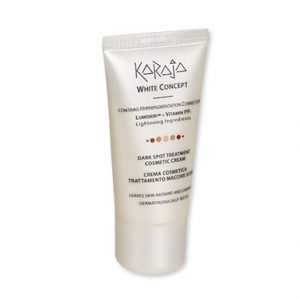 KARAJA
WHITE CONCEPT
CONTAINS HYPERPIGMENTATION CORRECTOR
LUMISKIN™ + VITAMIN PP:
Lightening Ingredients
DARK SPOT TREATMENT
COSMETIC CREAM
CREMA COSMETICA
TRATTAMENTO MACCHIE SCURE
LEAVES SKIN RADIANT AND
DERMATOLOGICALLY TESTED